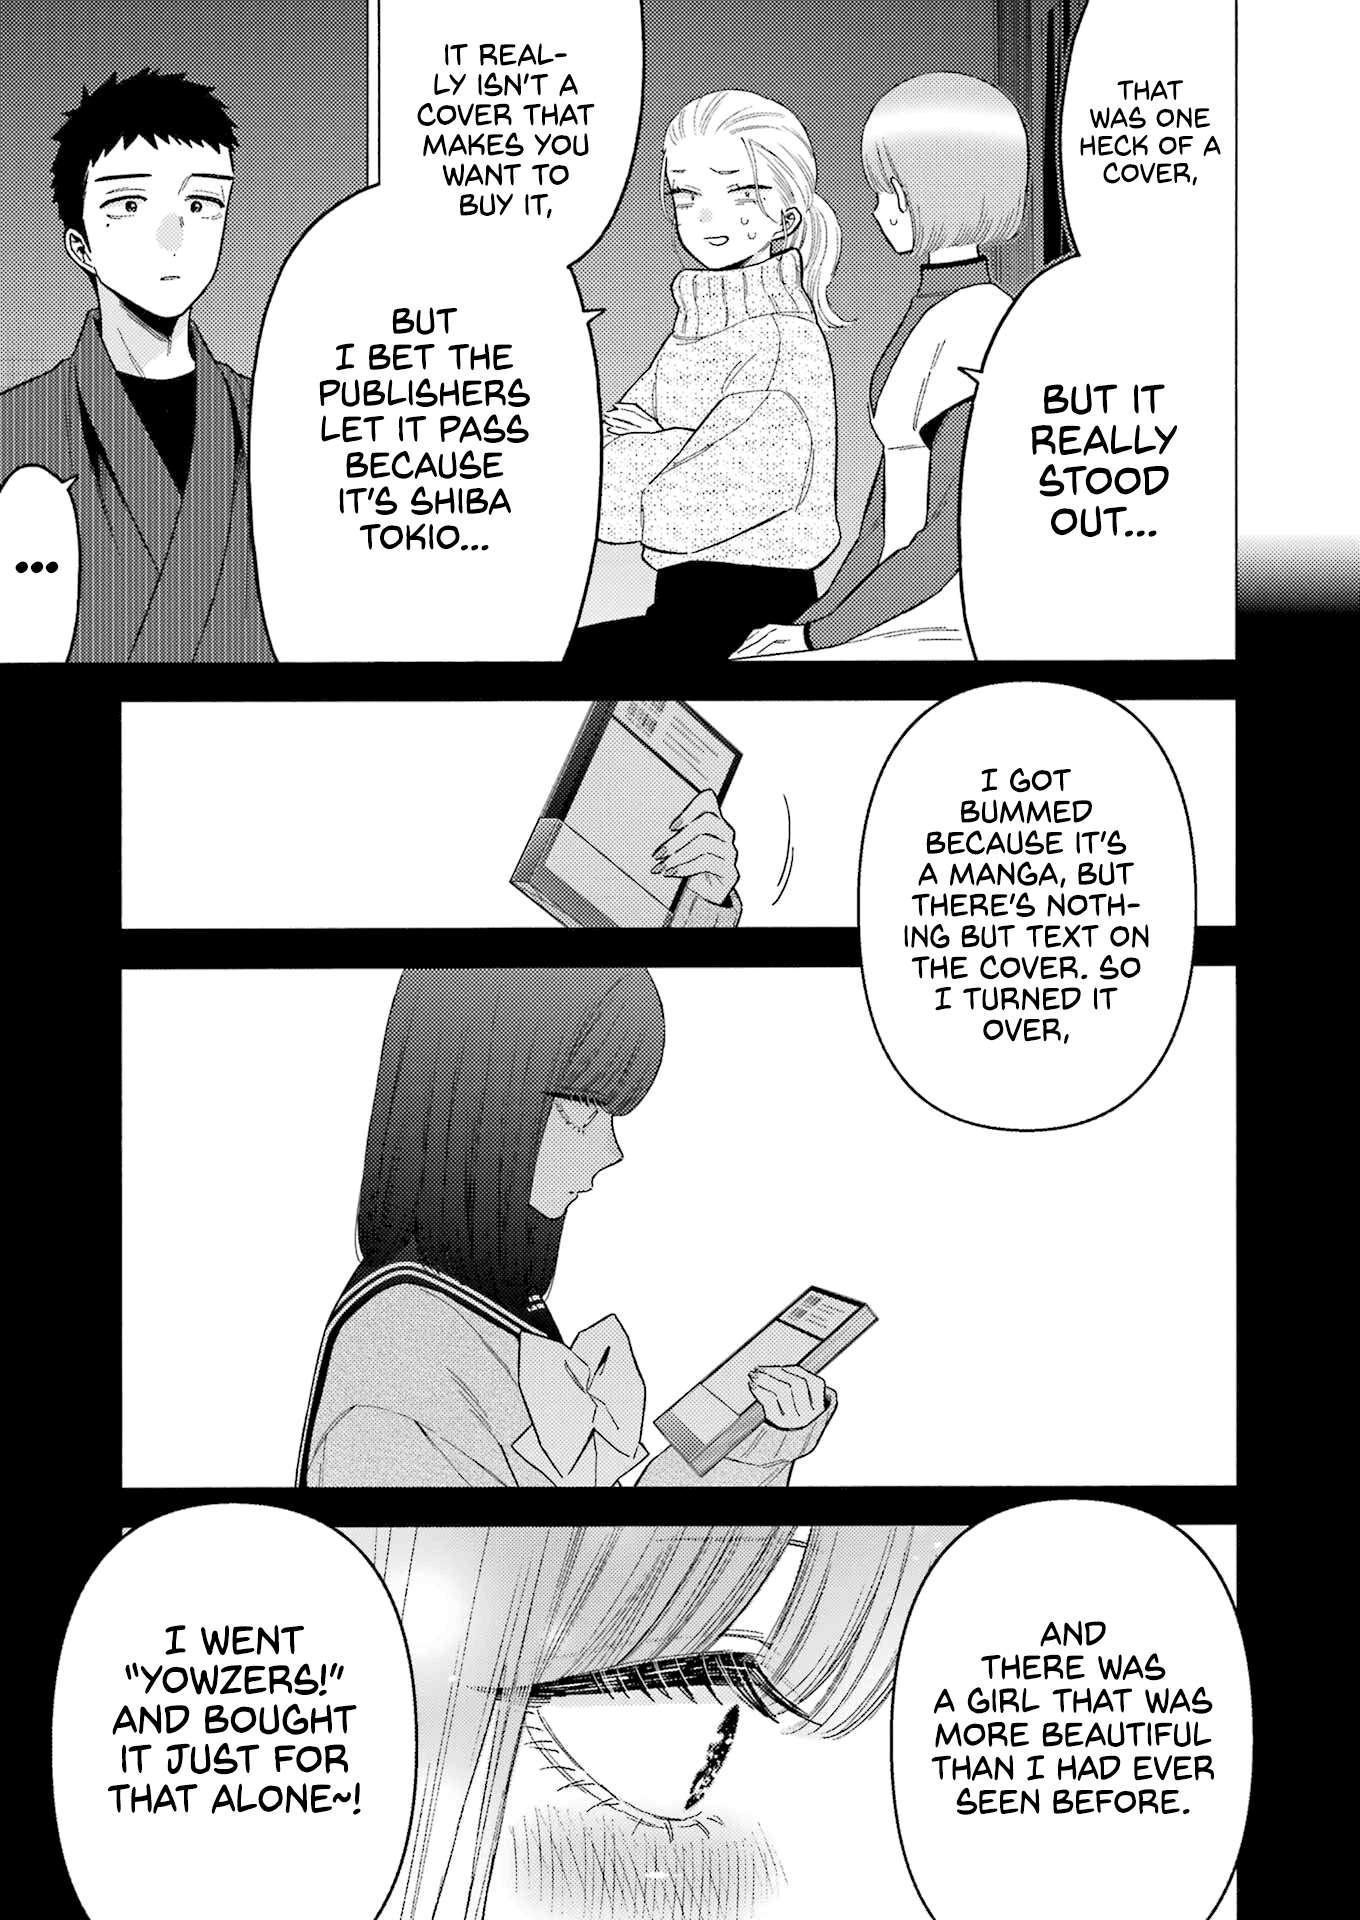 THAT
WAS ONE
HECK OF A
COVER,
BUT IT
REALLY
STOOD
OUT...
IT REAL-
LY ISN'T A
COVER THAT
MAKES YOU
WANT TO
BUY IT,
BUT
I BET THE
PUBLISHERS
LET IT PASS
BECAUSE
IT'S SHIBA
TOKIO...
...
I GOT
BUMMED
BECAUSE IT'S
A MANGA, BUT
THERE'S NOTH-
ING BUT TEXT ON
THE COVER. SO
I TURNED IT
OVER,
AND
THERE WAS
A GIRL THAT WAS
MORE BEAUTIFUL
THAN I HAD EVER
SEEN BEFORE.
I WENT
"YOWZERS!"
AND BOUGHT
IT JUST FOR
THAT ALONE~!